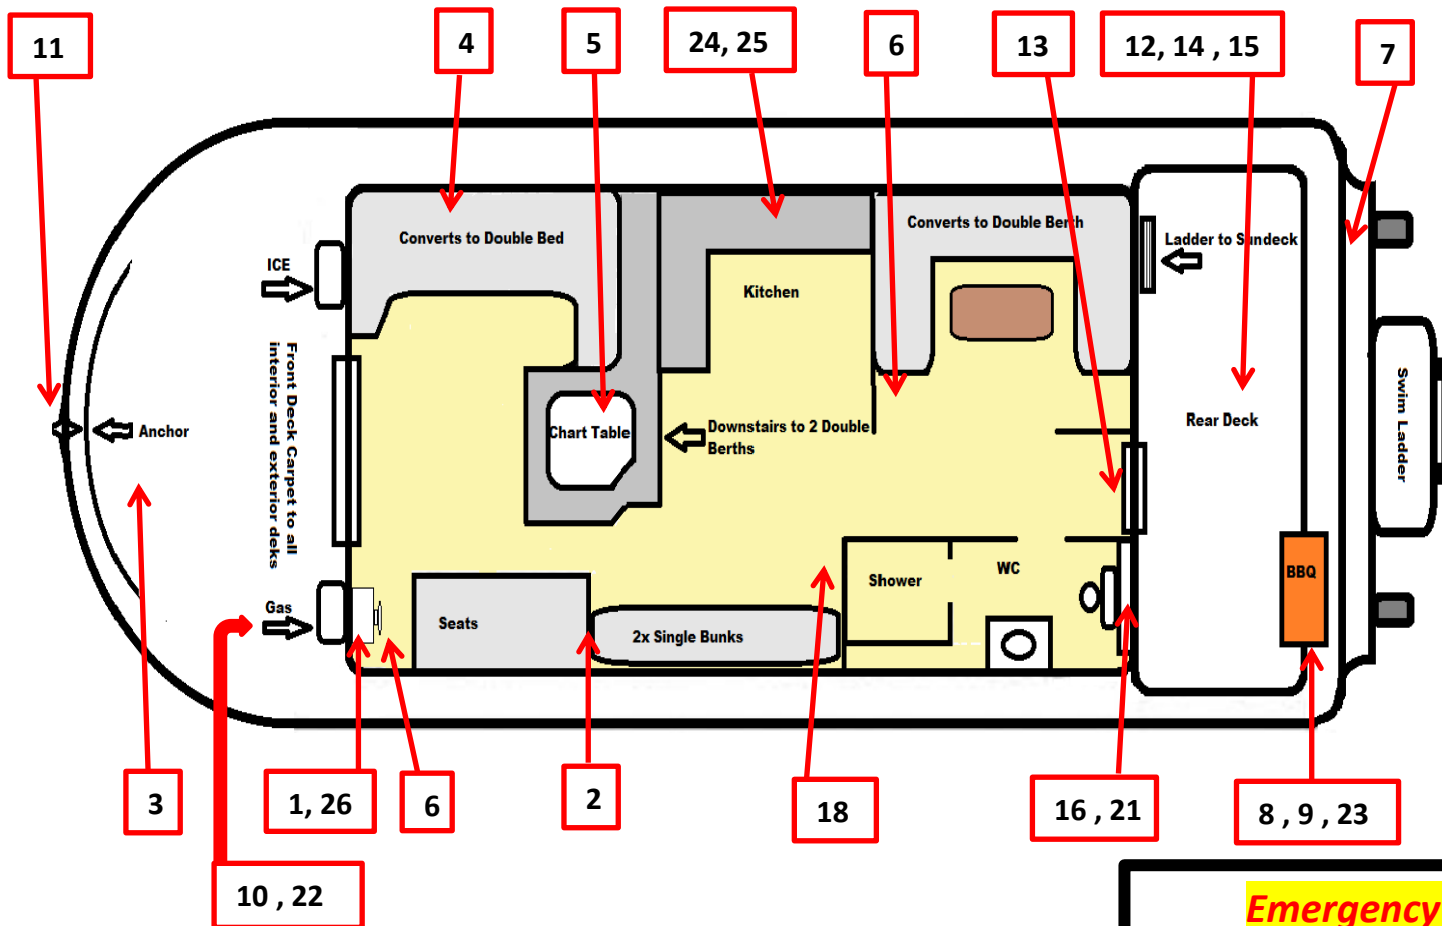 11
4
5
24, 25
6
13
12, 14 , 15
7
Converts to Double Bed
Converts to Double Berth
Ladder to Sundeck
ICE
Kitchen
Front Deck Carpet to all
interior and exterior deks
Anchor
Chart Table
Downstairs to 2 Double
Berths
Rear Deck
Swim Ladder
Gas
Seats
2x Single Bunks
Shower
WC
BBQ
3
1, 26
6
2
18
16 , 21
8 , 9 , 23
10 , 22
Emergency